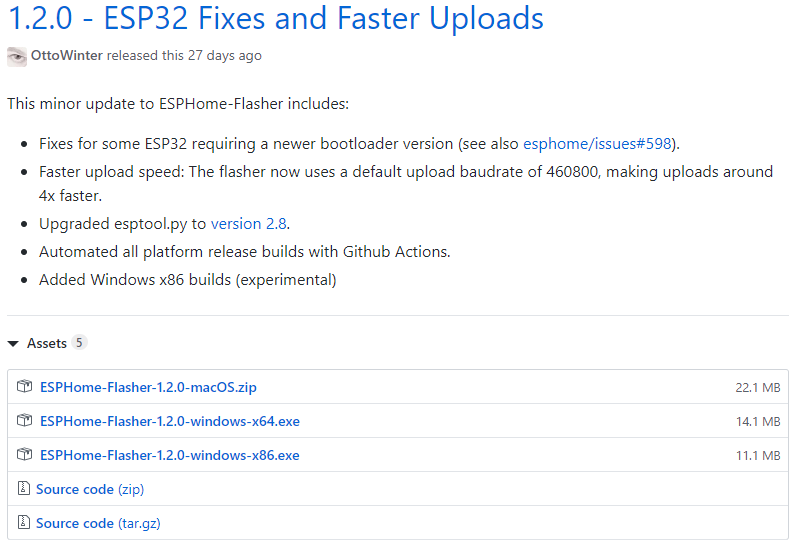 1.2.0 - ESP32 Fixes and Faster Uploads
OttoWinter released this 27 days ago
This minor update to ESPHome-Flasher includes:
Fixes for some ESP32 requiring a newer bootloader version (see also esphome/issues#598).
Faster upload speed: The flasher now uses a default upload baudrate of 460800, making uploads around
4x faster.
Upgraded esptool.py to version 2.8.
Automated all platform release builds with Github Actions.
Added Windows x86 builds (experimental)
Assets 5
ESPHome-Flasher-1.2.0-macOS.zip 22.1 MB
ESPHome-Flasher-1.2.0-windows-x64.exe 14.1 MB
ESPHome-Flasher-1.2.0-windows-x86.exe 11.1 MB
Source code (zip)
Source code (tar.gz)